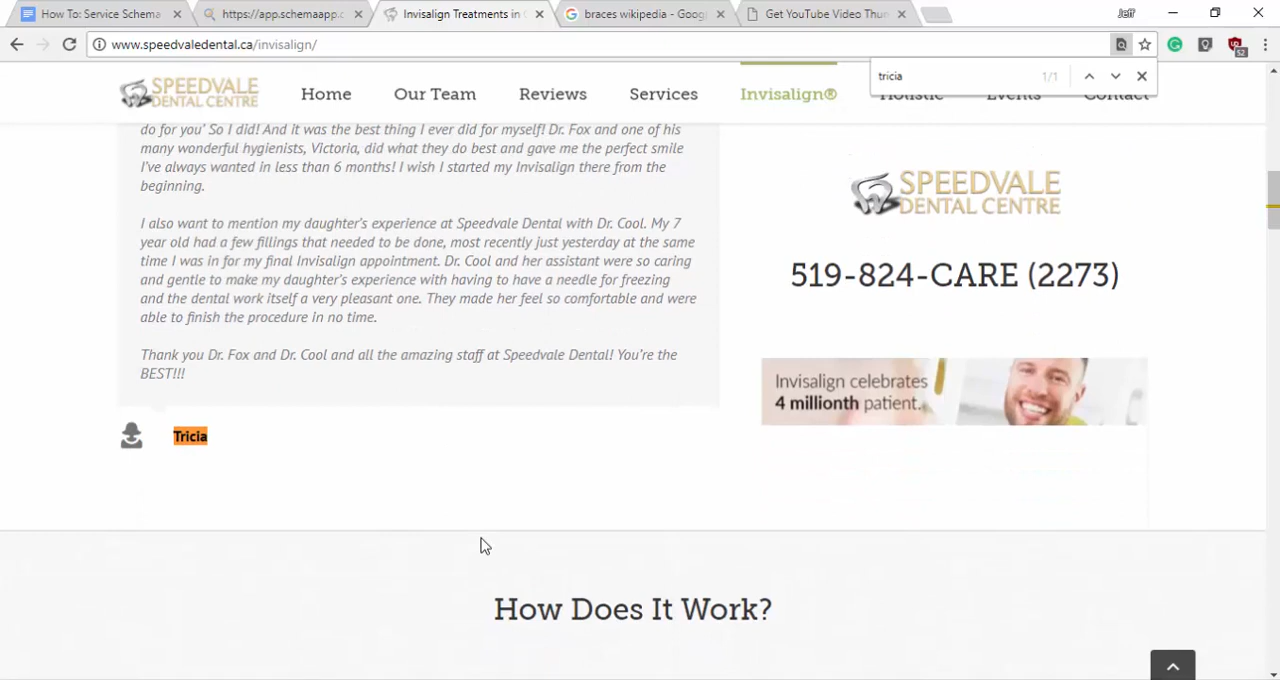 How To: Service Schema
https://app.schemaapp.c
Invisalign Treatments in
braces wikipedia - Goog
Get YouTube Video Thun
Jeff
www.speedvaledental.ca/invisalign/
52
tricia 1/1
SPEEDVALE
DENTAL CENTRE
Home Our Team Reviews Services Invisalign® Holistic Events Contact
do for you' So I did! And it was the best thing I ever did for myself! Dr. Fox and one of his
many wonderful hygienists, Victoria, did what they do best and gave me the perfect smile
I've always wanted in less than 6 months! I wish I started my Invisalign there from the
beginning.
I also want to mention my daughter's experience at Speedvale Dental with Dr. Cool. My 7
year old had a few fillings that needed to be done, most recently just yesterday at the same
time I was in for my final Invisalign appointment. Dr. Cool and her assistant were so caring
and gentle to make my daughter's experience with having to have a needle for freezing
and the dental work itself a very pleasant one. They made her feel so comfortable and were
able to finish the procedure in no time.
Thank you Dr. Fox and Dr. Cool and all the amazing staff at Speedvale Dental! You're the
BEST!!!
Tricia
SPEEDVALE
DENTAL CENTRE
519-824-CARE (2273)
Invisalign celebrates
4 millionth patient.
How Does It Work?